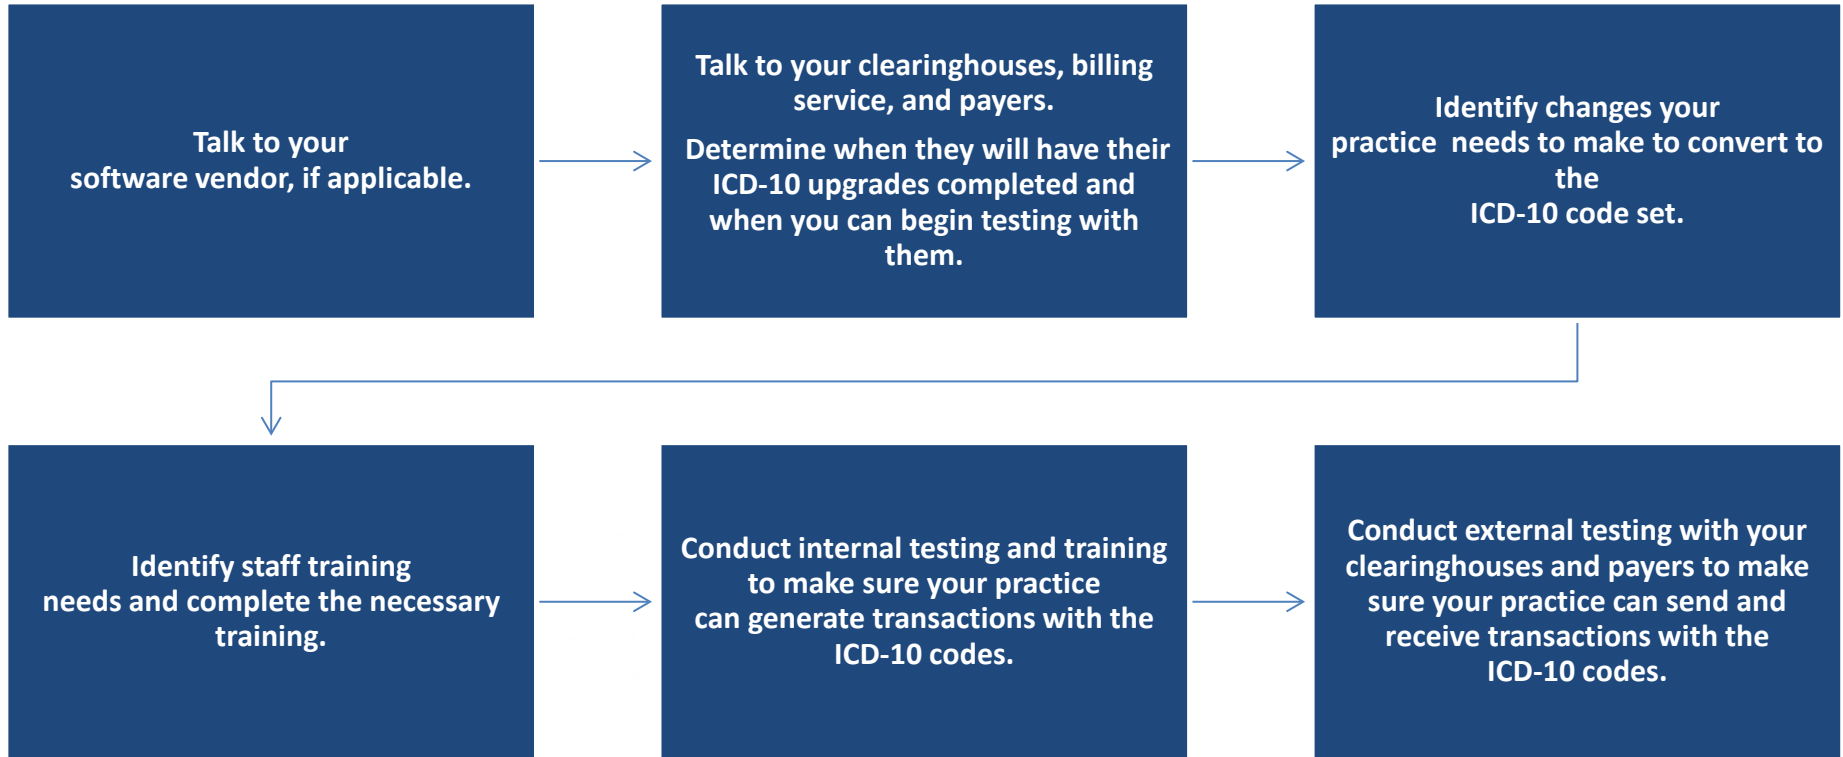 Talk to your
software vendor, if applicable.
Talk to your clearinghouses, billing
service, and payers.
Determine when they will have their
ICD-10 upgrades completed and
when you can begin testing with
them.
Identify changes your
practice  needs to make to convert to
the
ICD-10 code set.
Identify staff training
needs and complete the necessary
training.
Conduct internal testing and training
to make sure your practice
can generate transactions with the
ICD-10 codes.
Conduct external testing with your
clearinghouses and payers to make
sure your practice can send and
receive transactions with the
ICD-10 codes.